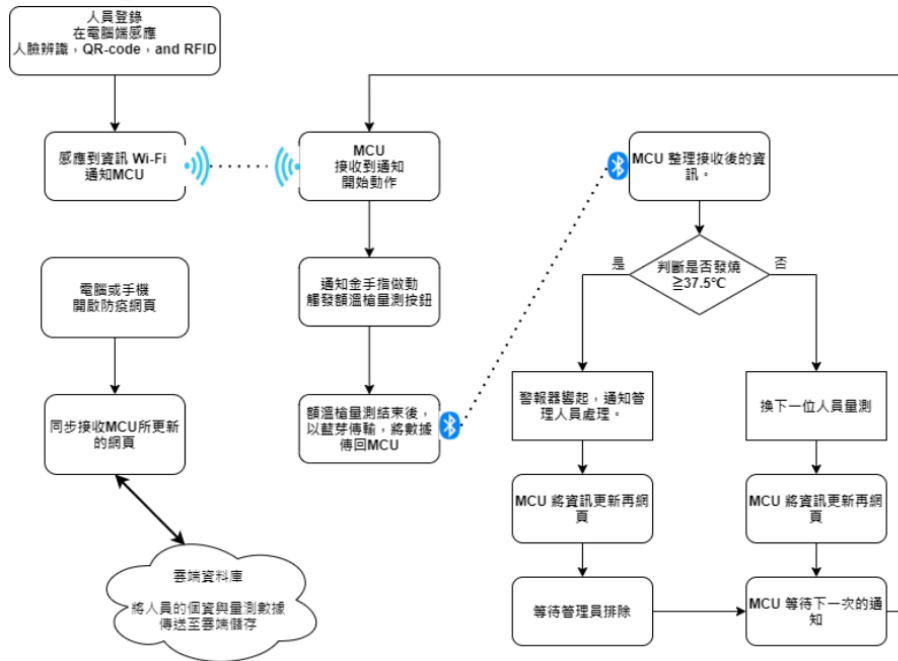 人員登錄
在電腦端感應
人臉辨識，QR-code，and RFID
感應到資訊 Wi-Fi
通知MCU
MCU
接收到通知
開始動作
MCU 整理接收後的資
訊。
電腦或手機
開啟防疫網頁
通知金手指做動
觸發額溫槍量測按鈕
是
判斷是否發燒
≧37.5℃
否
同步接收MCU所更新
的網頁
額溫槍量測結束後，
以藍芽傳輸，將數據
傳回MCU
警報器響起，通知管
理人員處理。
換下一位人員量測
MCU 將資訊更新再網
頁
MCU 將資訊更新再網
頁
雲端資料庫
將人員的個資與量測數據
傳送至雲端儲存
等待管理員排除
MCU 等待下一次的通
知